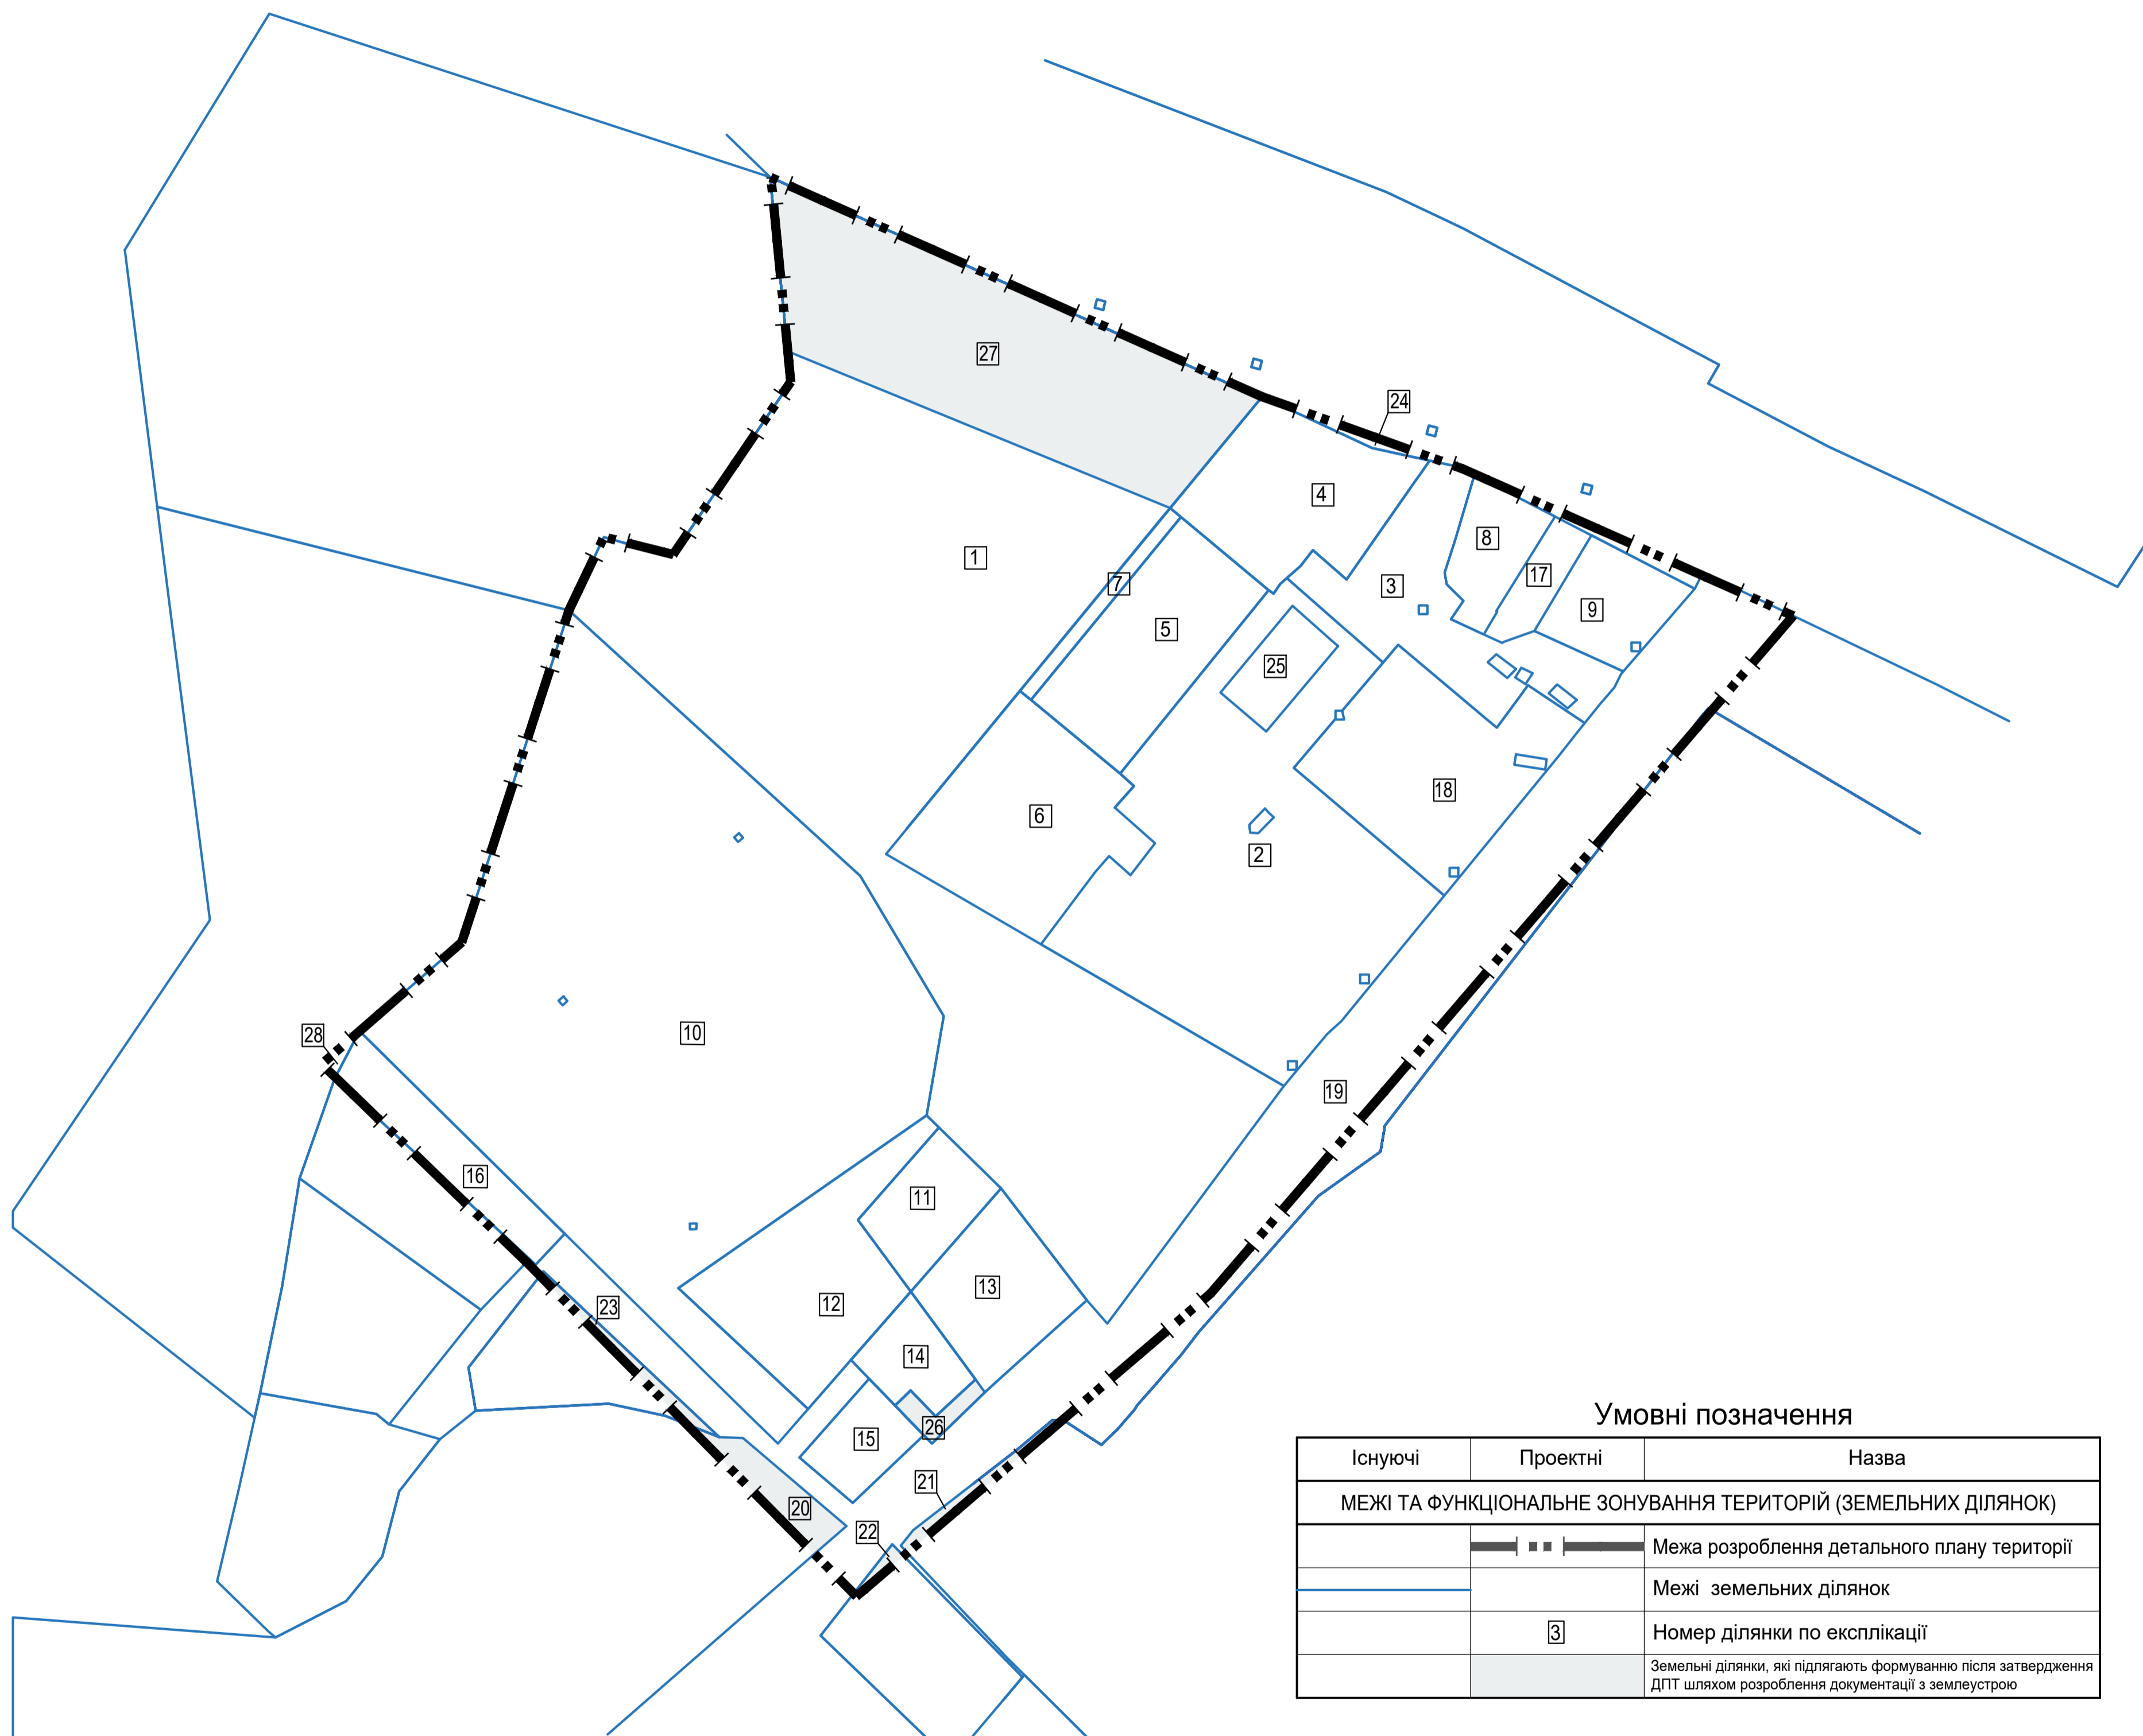 27
24
4
1
8
7
17
3
9
5
25
18
6
2
28
10
19
16
11
13
12
23
14
26
15
21
20
22
Умовні позначення
Існуючі
Проектні
Назва
МЕЖІ ТА ФУНКЦІОНАЛЬНЕ ЗОНУВАННЯ ТЕРИТОРІЙ (ЗЕМЕЛЬНИХ ДІЛЯНОК)
Межа розроблення детального плану території
Межі земельних ділянок
3
Номер ділянки по експлікації
Земельні ділянки, які підлягають формуванню після затвердження
ДПТ шляхом розроблення документації з землеустрою